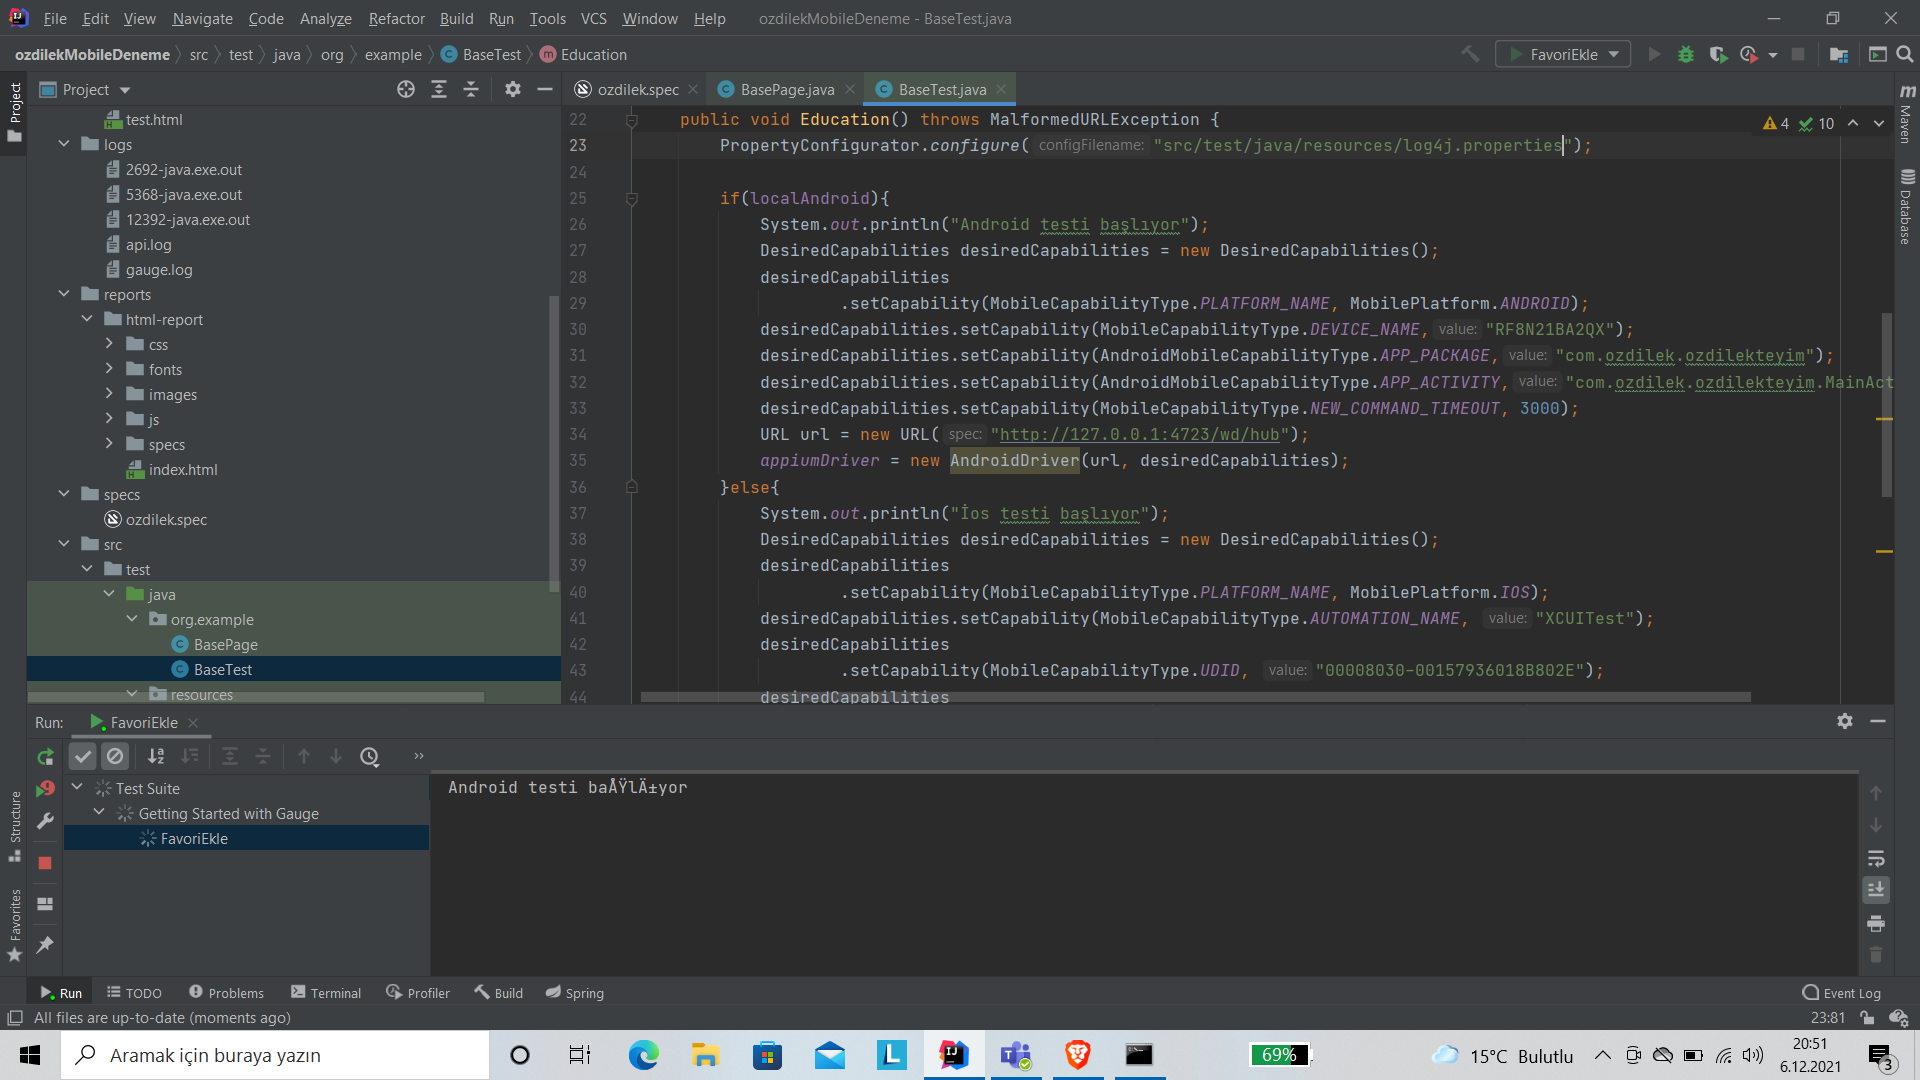 File Edit View Navigate Code Analyze Refactor Build Run Tools VCS Window Help ozdilekMobileDeneme - BaseTest.java
ozdilekMobileDeneme src test java org example BaseTest Education FavoriEkle
Project
ozdilek.spec BasePage.java BaseTest.java
Project
test.html
logs
2692-java.exe.out
5368-java.exe.out
12392-java.exe.out
api.log
gauge.log
reports
html-report
css
fonts
images
js
specs
index.html
specs
ozdilek.spec
src
test
java
org.example
BasePage
BaseTest
resources
22 public void Education() throws MalformedURLException {
23 PropertyConfigurator.configure( configFilename: "src/test/java/resources/log4j.properties");
24
25 if(localAndroid){
26 System.out.println("Android testi başlıyor");
27 DesiredCapabilities desiredCapabilities = new DesiredCapabilities();
28 desiredCapabilities
29 .setCapability(MobileCapabilityType.PLATFORM_NAME, MobilePlatform.ANDROID);
30 desiredCapabilities.setCapability(MobileCapabilityType.DEVICE_NAME, value: "RF8N21BA2QX");
31 desiredCapabilities.setCapability(AndroidMobileCapabilityType.APP_PACKAGE, value: "com.ozdilek.ozdilekteyim");
32 desiredCapabilities.setCapability(AndroidMobileCapabilityType.APP_ACTIVITY, value: "com.ozdilek.ozdilekteyim.MainAct
33 desiredCapabilities.setCapability(MobileCapabilityType.NEW_COMMAND_TIMEOUT, 3000);
34 URL url = new URL( spec: "http://127.0.0.1:4723/wd/hub");
35 appiumDriver = new AndroidDriver(url, desiredCapabilities);
36 }else{
37 System.out.println("İos testi başlıyor");
38 DesiredCapabilities desiredCapabilities = new DesiredCapabilities();
39 desiredCapabilities
40 .setCapability(MobileCapabilityType.PLATFORM_NAME, MobilePlatform.IOS);
41 desiredCapabilities.setCapability(MobileCapabilityType.AUTOMATION_NAME, value: "XCUITest");
42 desiredCapabilities
43 .setCapability(MobileCapabilityType.UDID, value: "00008030-00157936018B802E");
44 desiredCapabilities
4 10
Maven
Database
Run: FavoriEkle
Test Suite
Getting Started with Gauge
FavoriEkle
Android testi baÅŸlÄ±yor
Structure
Favorites
Run TODO Problems Terminal Profiler Build Spring Event Log
All files are up-to-date (moments ago) 23:81
Aramak için buraya yazın 69% 15°C Bulutlu 20:51
6.12.2021 3